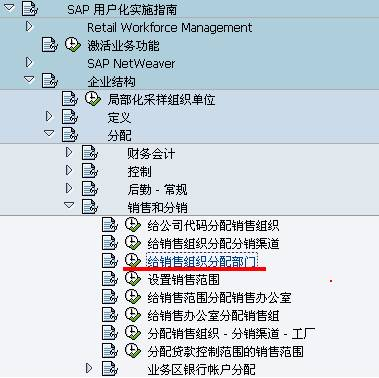 SAP 用户化实施指南
Retail Workforce Management
激活业务功能
SAP NetWeaver
企业结构
局部化采样组织单位
定义
分配
财务会计
控制
后勤 - 常规
销售和分销
给公司代码分配销售组织
给销售组织分配分销渠道
给销售组织分配部门
设置销售范围
给销售范围分配销售办公室
给销售办公室分配销售组
分配销售组织 - 分销渠道 - 工厂
分配贷款控制范围的销售范围
业务区银行帐户分配